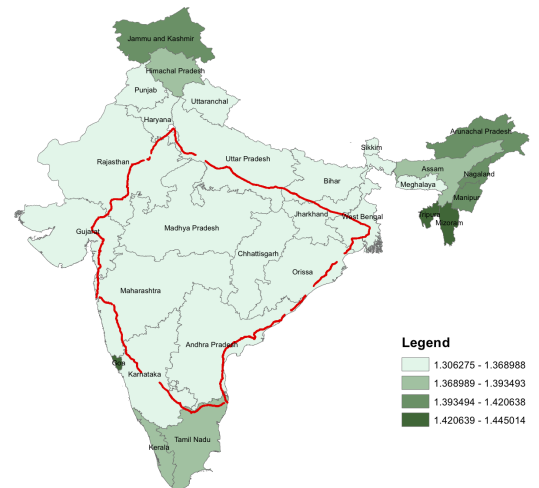 Jammu and Kashmir
Himachal Pradesh
Punjab
Uttaranchal
Haryana
Arunachal Pradesh
Sikkim
Rajasthan
Uttar Pradesh
Assam
Nagaland
Bihar
Meghalaya
Manipur
Jharkhand
West Bengal
Tripura
Mizoram
Gujarat
Madhya Pradesh
Chhattisgarh
Orissa
Maharashtra
Andhra Pradesh
Goa
Karnataka
Tamil Nadu
Kerala
Legend
1.306275 - 1.368988
1.368989 - 1.393493
1.393494 - 1.420638
1.420639 - 1.445014